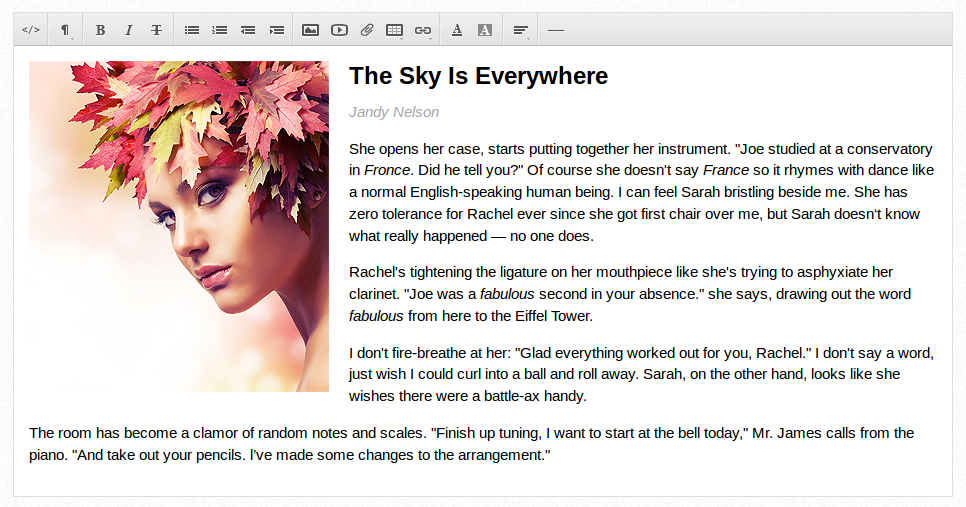 The Sky Is Everywhere
Jandy Nelson
She opens her case, starts putting together her instrument. "Joe studied at a conservatory
in Fronce. Did he tell you?" Of course she doesn't say France so it rhymes with dance like
a normal English-speaking human being. I can feel Sarah bristling beside me. She has
zero tolerance for Rachel ever since she got first chair over me, but Sarah doesn't know
what really happened — no one does.
Rachel's tightening the ligature on her mouthpiece like she's trying to asphyxiate her
clarinet. "Joe was a fabulous second in your absence." she says, drawing out the word
fabulous from here to the Eiffel Tower.
I don't fire-breathe at her: "Glad everything worked out for you, Rachel." I don't say a word,
just wish I could curl into a ball and roll away. Sarah, on the other hand, looks like she
wishes there were a battle-ax handy.
The room has become a clamor of random notes and scales. "Finish up tuning, I want to start at the bell today," Mr. James calls from the
piano. "And take out your pencils. I've made some changes to the arrangement."